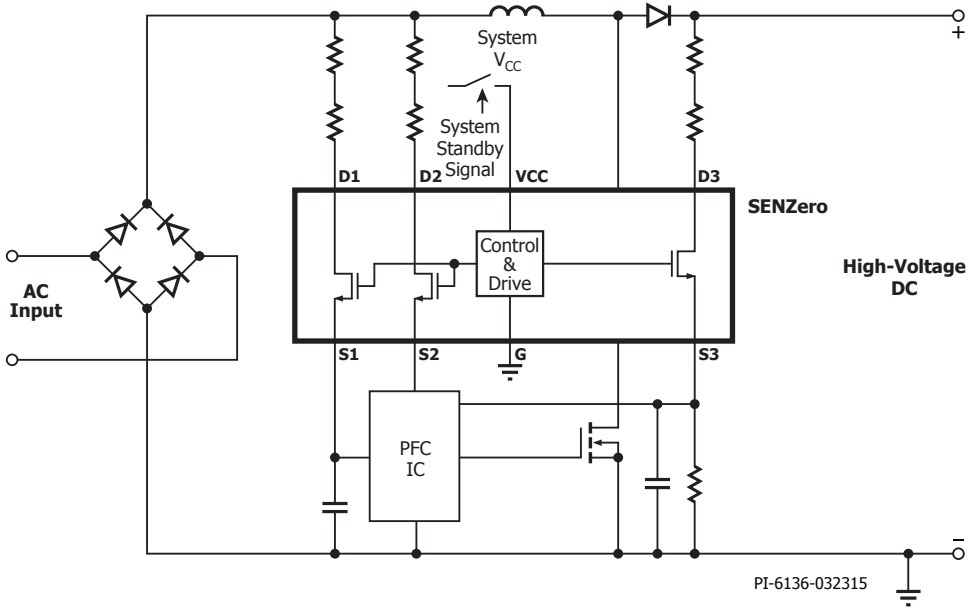 System
VCC
System
Standby
Signal
D1
D2
VCC
D3
SENZero
Control
&
Drive
High-Voltage
DC
AC
Input
S1
S2
G
S3
PFC
IC
+
–
PI-6136-032315